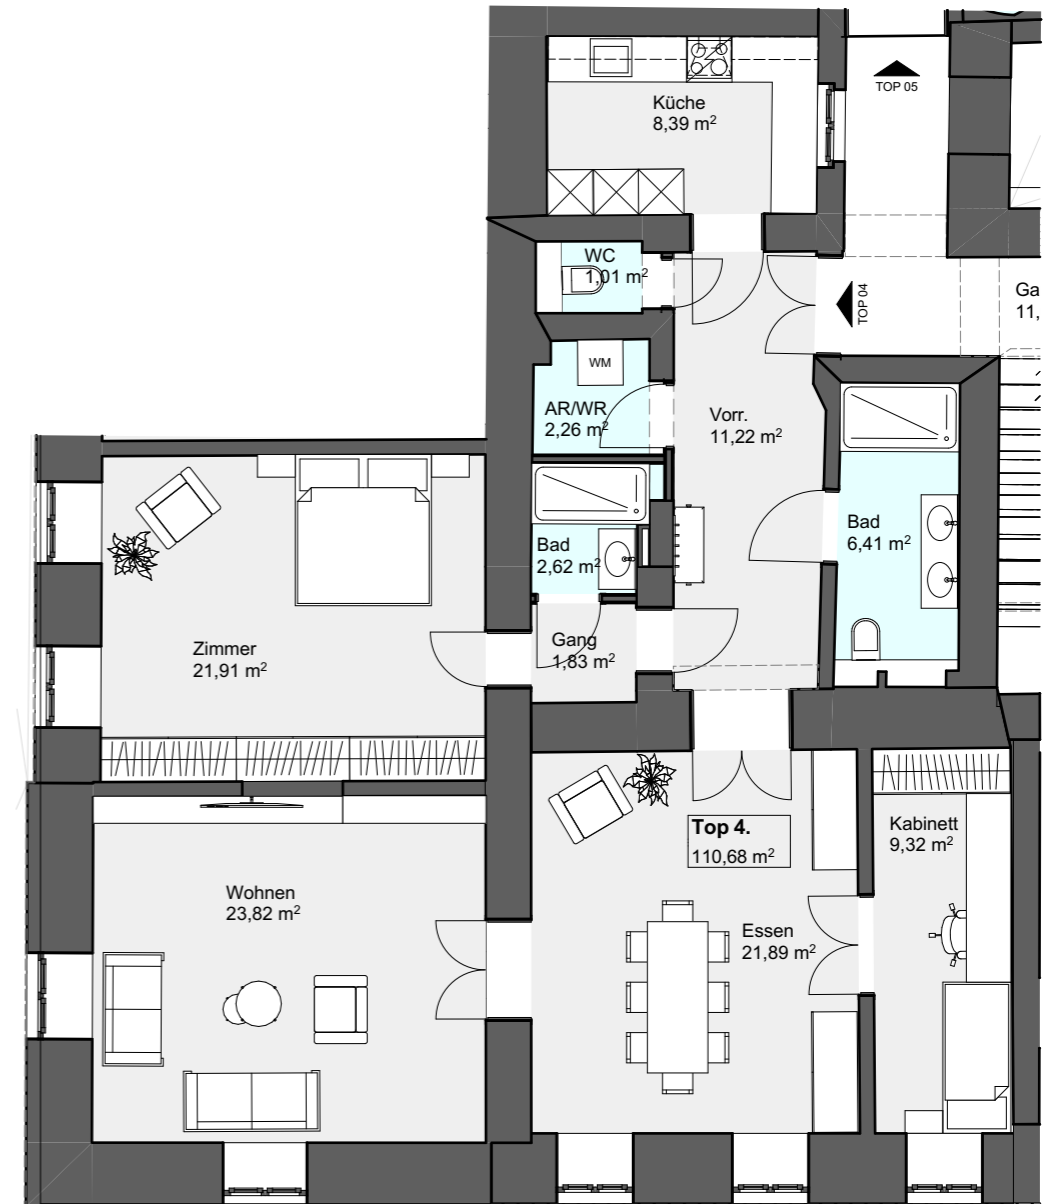 Küche
8,39 m²
TOP 05
WC
1,01 m²
TOP 04
Ga
11,
WM
AR/WR
2,26 m²
Vorr.
11,22 m²
Bad
2,62 m²
Bad
6,41 m²
Zimmer
21,91 m²
Gang
1,83 m²
Top 4.
110,68 m²
Kabinett
9,32 m²
Wohnen
23,82 m²
Essen
21,89 m²